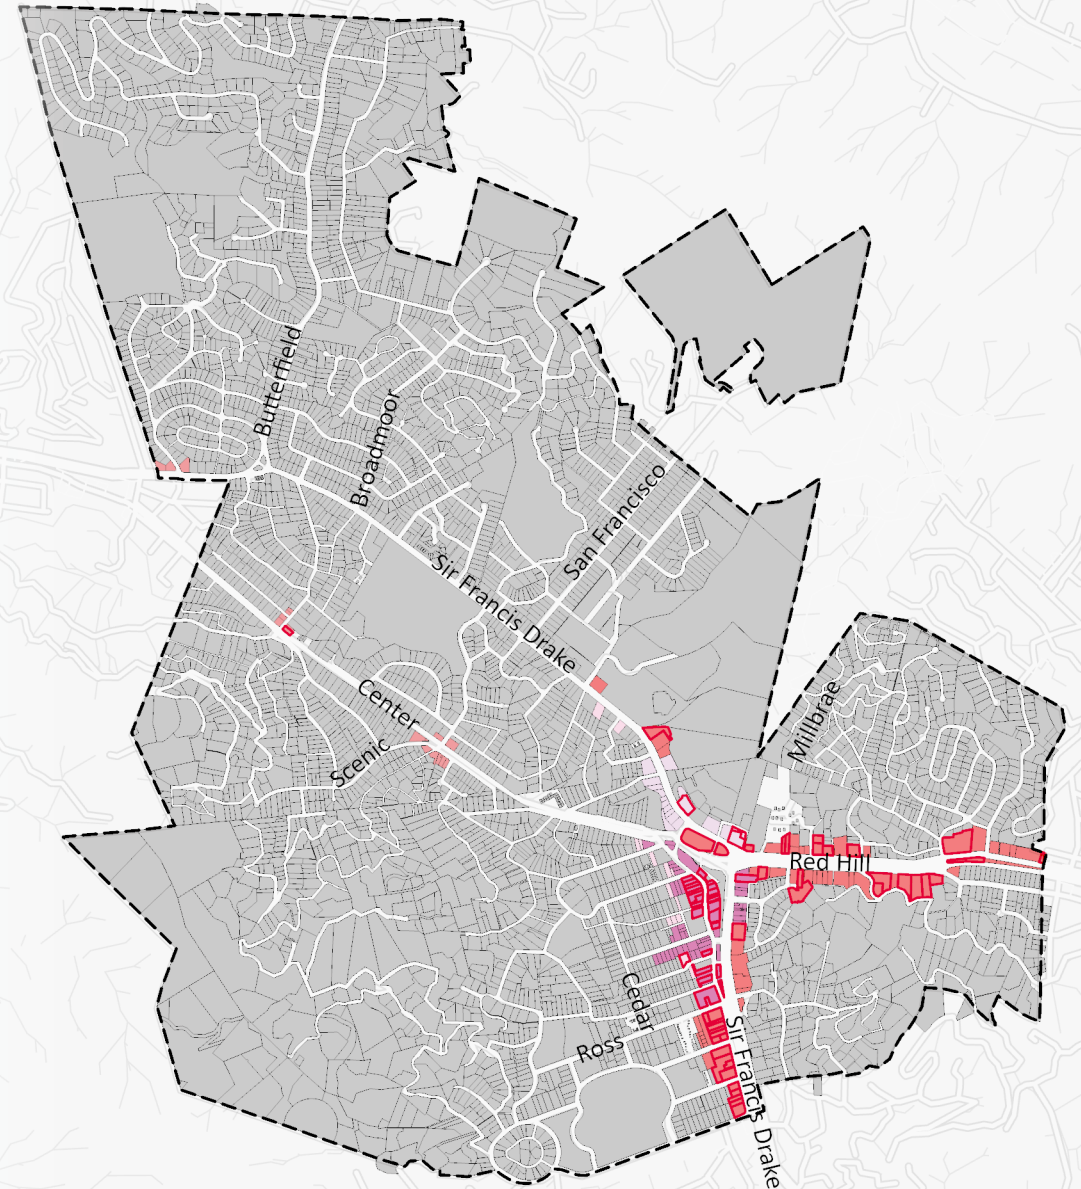 Butterfield
Broadmoor
San Francisco
Sir Francis Drake
Center
Scenic
Millbrae
Red Hill
Cedar
Ross
Sir Francis Drake